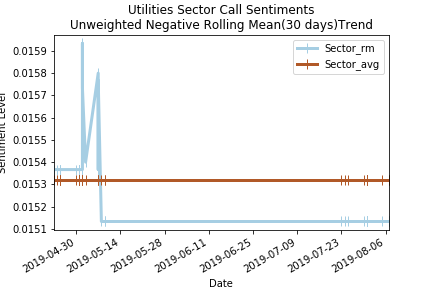 Utilities Sector Call Sentiments
Unweighted Negative Rolling Mean(30 days)Trend
Sector_rm
Sector_avg
0.0159
0.0158
0.0157
0.0156
0.0155
0.0154
0.0153
0.0152
0.0151
Sentiment Level
2019-04-30
2019-05-14
2019-05-28
2019-06-11
2019-06-25
2019-07-09
2019-07-23
2019-08-06
Date